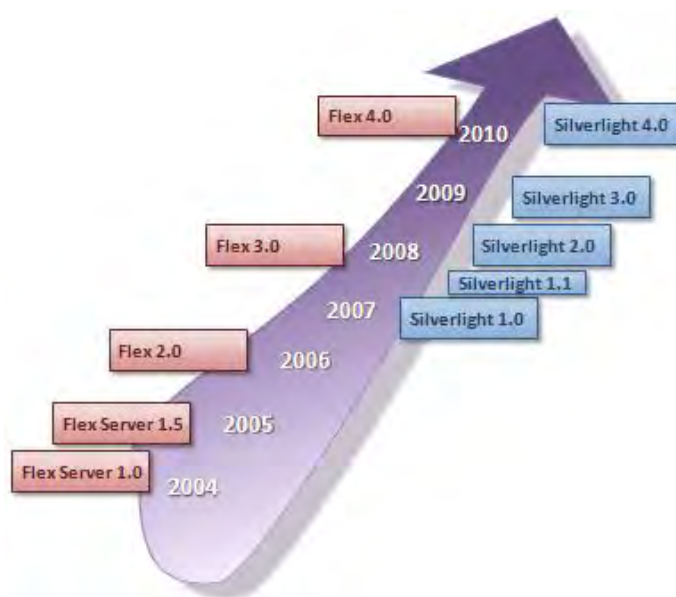 Flex 4.0
2010
Silverlight 4.0
2009
Silverlight 3.0
Flex 3.0
2008
Silverlight 2.0
Silverlight 1.1
2007
Silverlight 1.0
Flex 2.0
2006
Flex Server 1.5
2005
Flex Server 1.0
2004